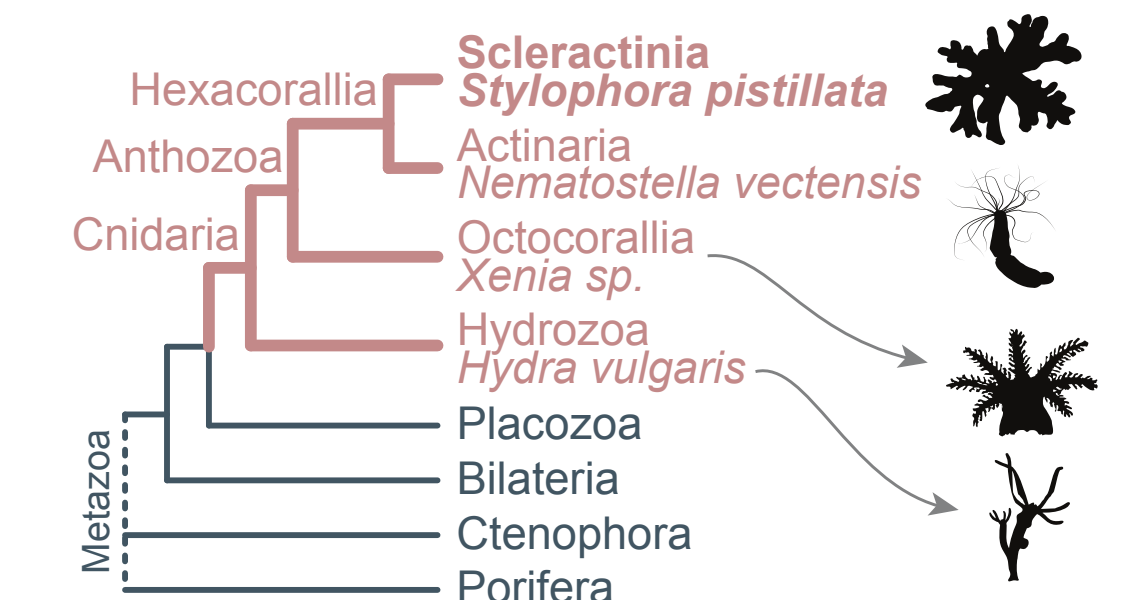 Scleractinia
Hexacorallia
Stylophora pistillata
Anthozoa
Actinaria
Nematostella vectensis
Cnidaria
Octocorallia
Xenia sp.
Hydrozoa
Hydra vulgaris
Placozoa
Metazoa
Bilateria
Ctenophora
Porifera